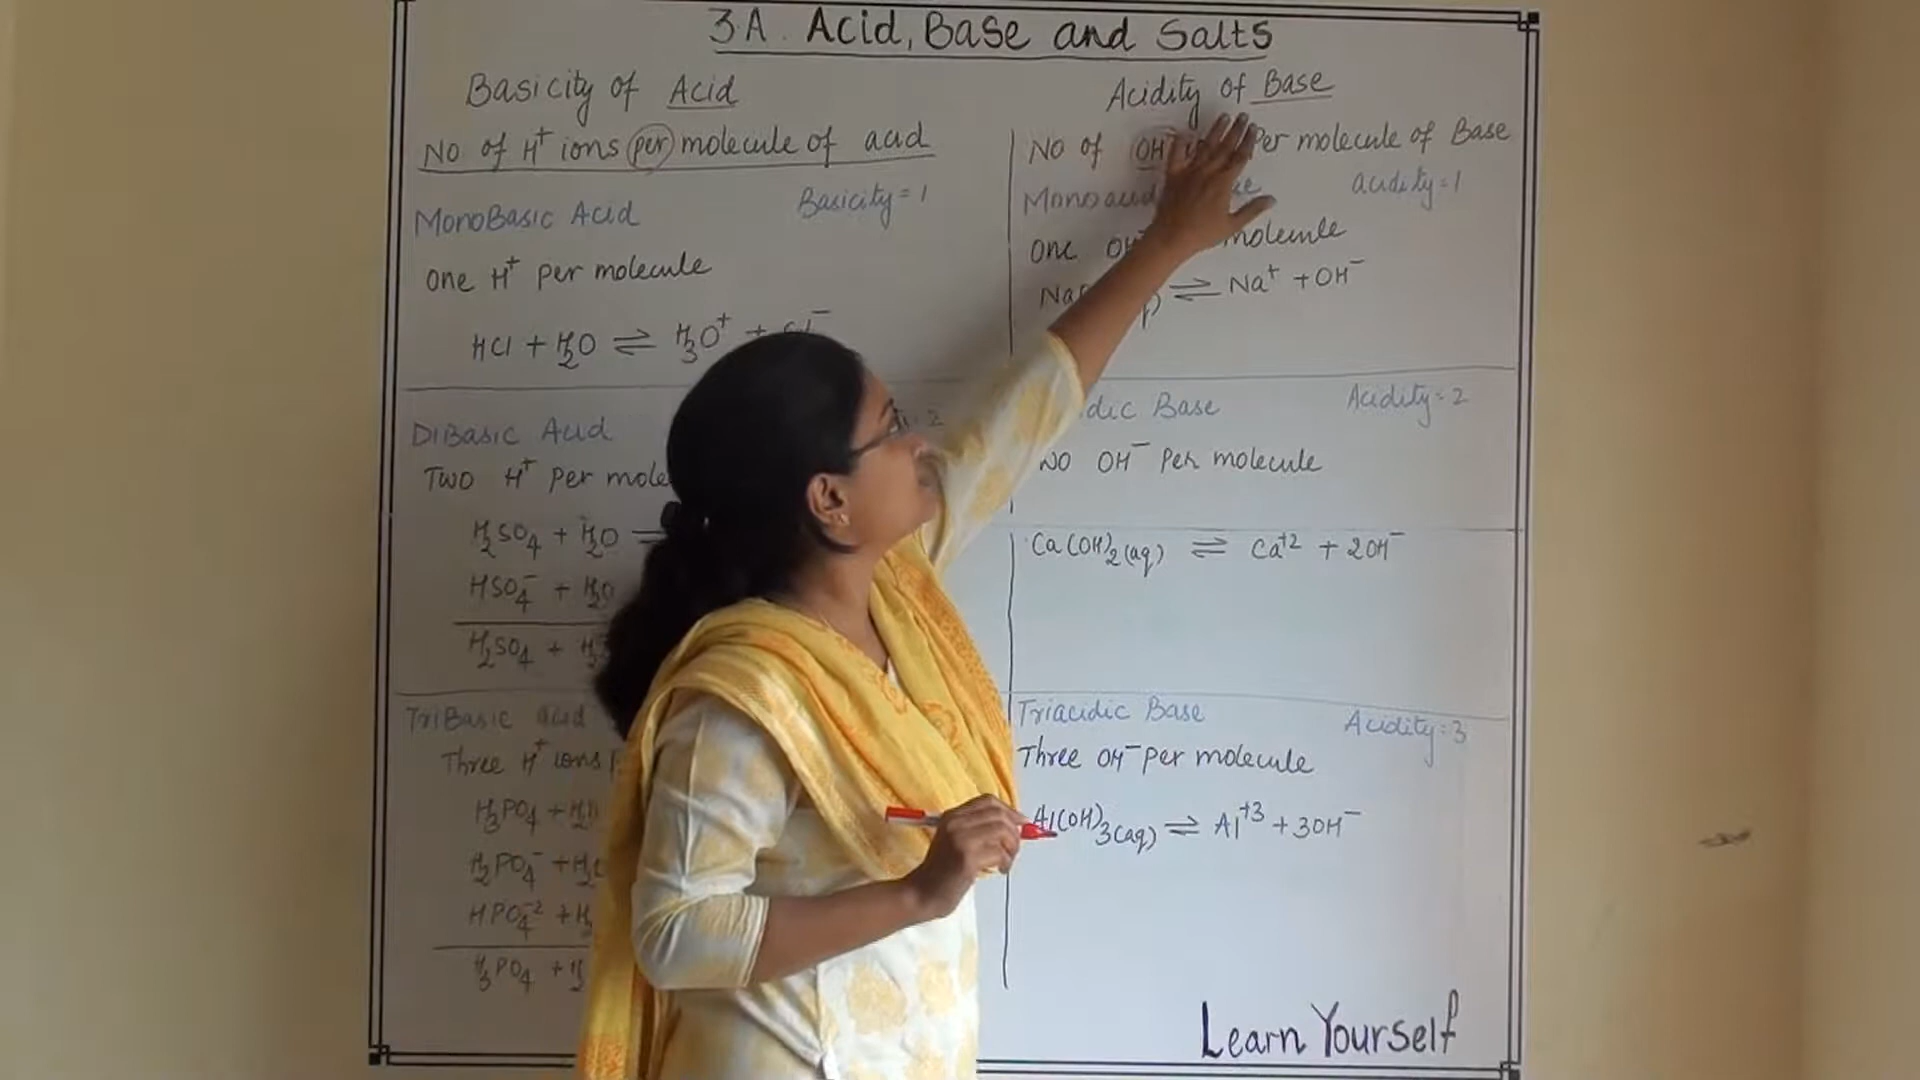 3A. Acid, Base and Salts
Basicity of Acid
No of H⁺ ions per molecule of acid
MonoBasic Acid Basicity = 1
One H⁺ per molecule
HCl + H₂O ⇌ H₃O⁺ +
DiBasic Acid
Two H⁺ per
H₂SO₄ + H₂O
HSO₄⁻ + H₂O
H₂SO₄ +
TriBasic acid
Three H⁺ ions
H₃PO₄ +
H₂PO₄⁻ +
HPO₄⁻² +
H₃PO₄ +
Acidity of Base
No of OH⁻ Per molecule of Base
acidity = 1
One molecule
⇌ Na⁺ + OH⁻
Base Acidity = 2
OH⁻ Per molecule
Ca(OH)₂(aq) ⇌ Ca⁺² + 2OH⁻
Triacidic Base Acidity = 3
Three OH⁻ per molecule
Al(OH)₃(aq) ⇌ Al⁺³ + 3OH⁻
Learn Yourself